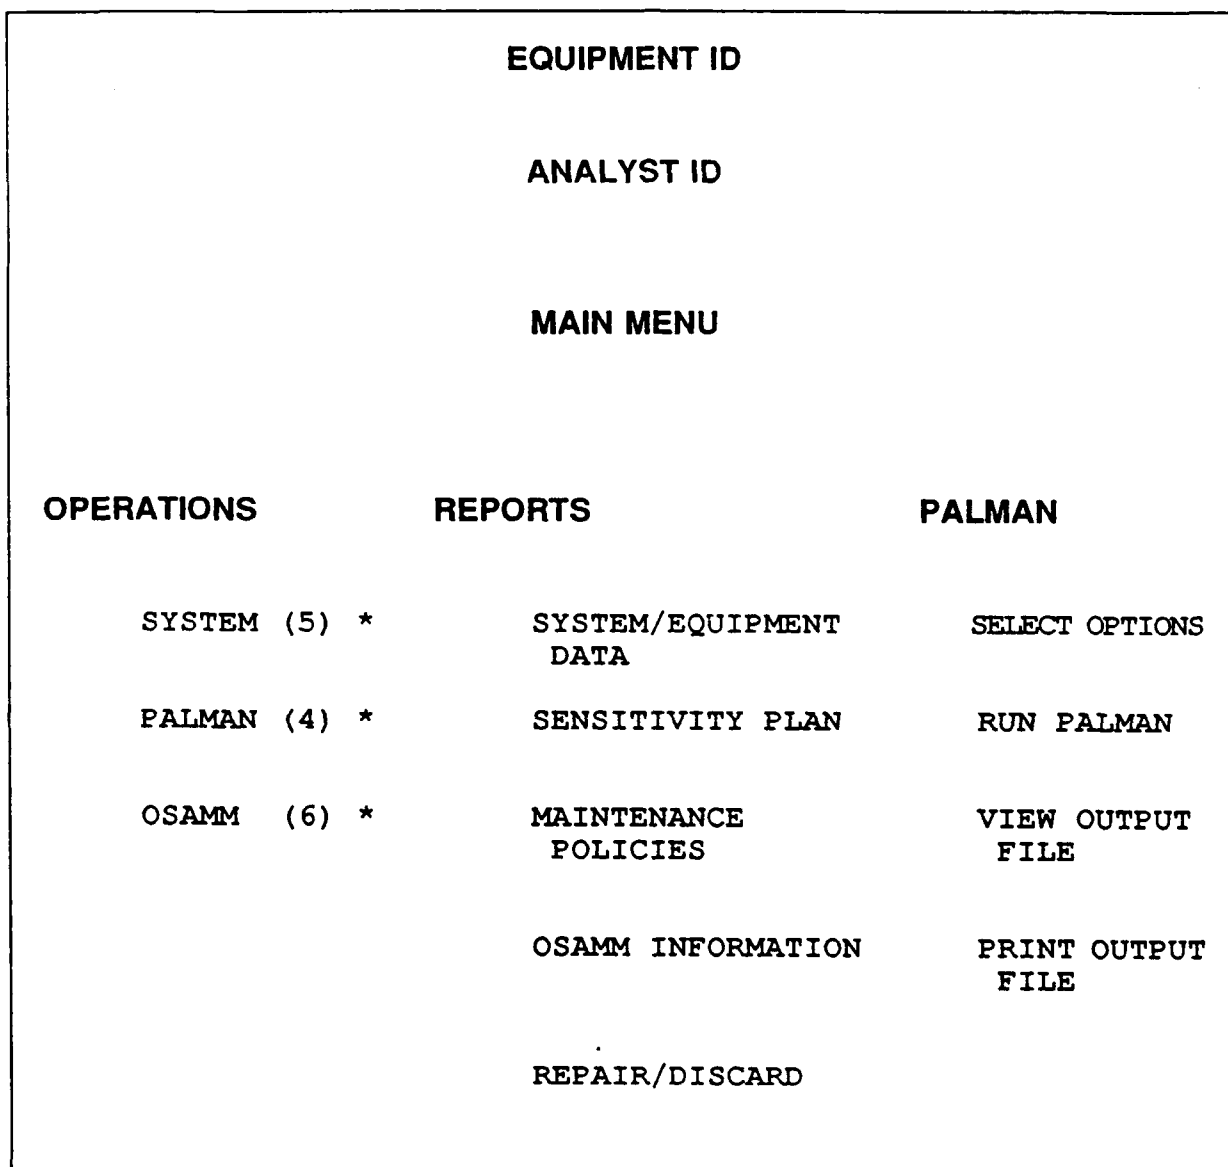 EQUIPMENT ID
ANALYST ID
MAIN MENU
OPERATIONS REPORTS PALMAN
SYSTEM (5) * SYSTEM/EQUIPMENT SELECT OPTIONS
DATA
PALMAN (4) * SENSITIVITY PLAN RUN PALMAN
OSAMM (6) * MAINTENANCE VIEW OUTPUT
POLICIES FILE
OSAMM INFORMATION PRINT OUTPUT
FILE
REPAIR/DISCARD